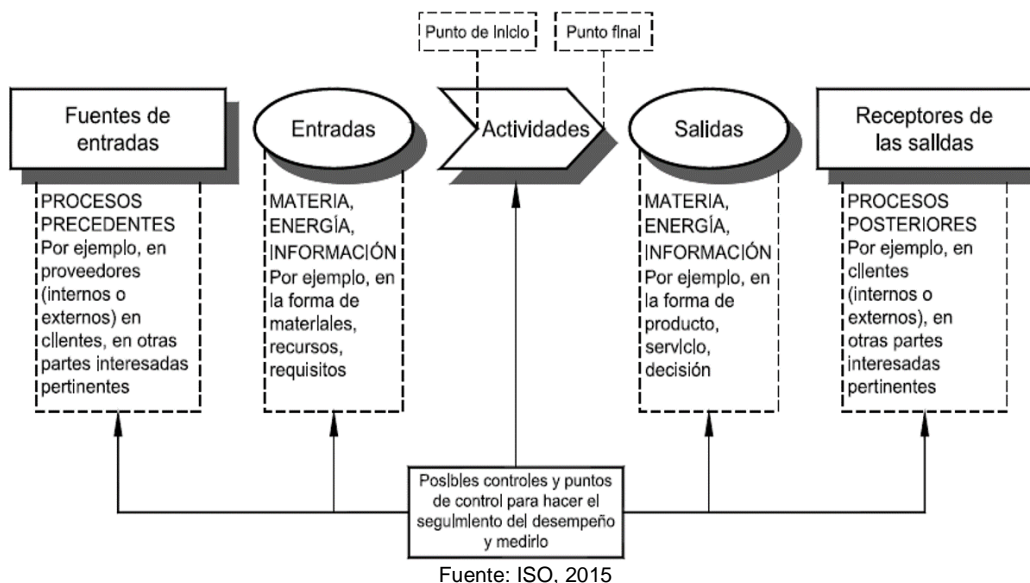 Punto de inicio
Punto final
Fuentes de
entradas
Entradas
Actividades
Salidas
Receptores de
las salidas
PROCESOS
PRECEDENTES
Por ejemplo, en
proveedores
(internos o
externos) en
clientes, en otras
partes interesadas
pertinentes
MATERIA,
ENERGÍA,
INFORMACIÓN
Por ejemplo, en
la forma de
materiales,
recursos,
requisitos
MATERIA,
ENERGÍA,
INFORMACIÓN
Por ejemplo, en
la forma de
producto,
servicio,
decisión
PROCESOS
POSTERIORES
Por ejemplo, en
clientes
(internos o
externos), en
otras partes
interesadas
pertinentes
Posibles controles y puntos
de control para hacer el
seguimiento del desempeño
y medirlo
Fuente: ISO, 2015